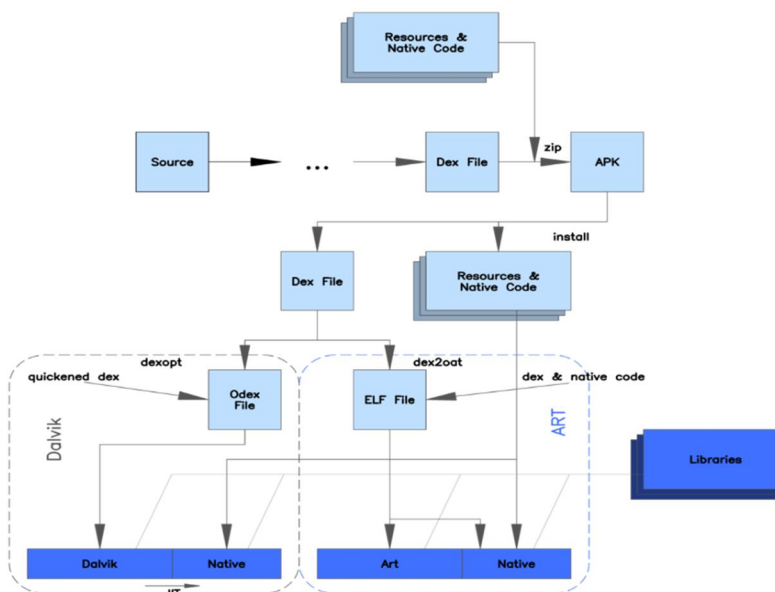 Resources &
Native Code
Source
...
Dex File
zip
APK
install
Dex File
Resources &
Native Code
dexopt
dex2oat
quickened dex
Odex
File
ELF File
dex & native code
Dalvik
ART
Libraries
Dalvik
Native
Art
Native
JIT